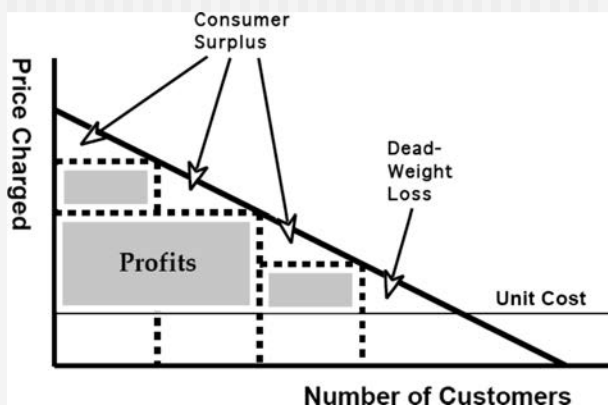 Consumer
Surplus
Price Charged
Dead-
Weight
Loss
Profits
Unit Cost
Number of Customers